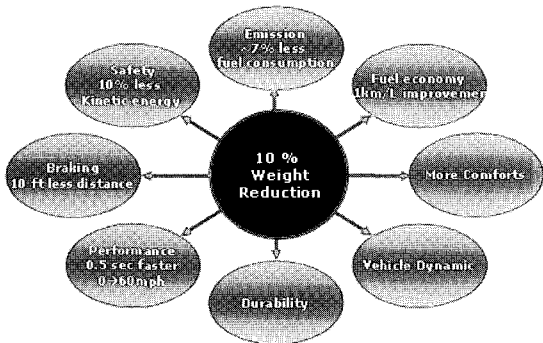 Emission
~7% less
fuel consumption
Safety
10% less
Kinetic energy
Fuel economy
1km/L improvemen
Braking
10 ft less distance
10 %
Weight
Reduction
More Comforts
Performance
0.5 sec faster
0->60mph
Vehicle Dynamic
Durability